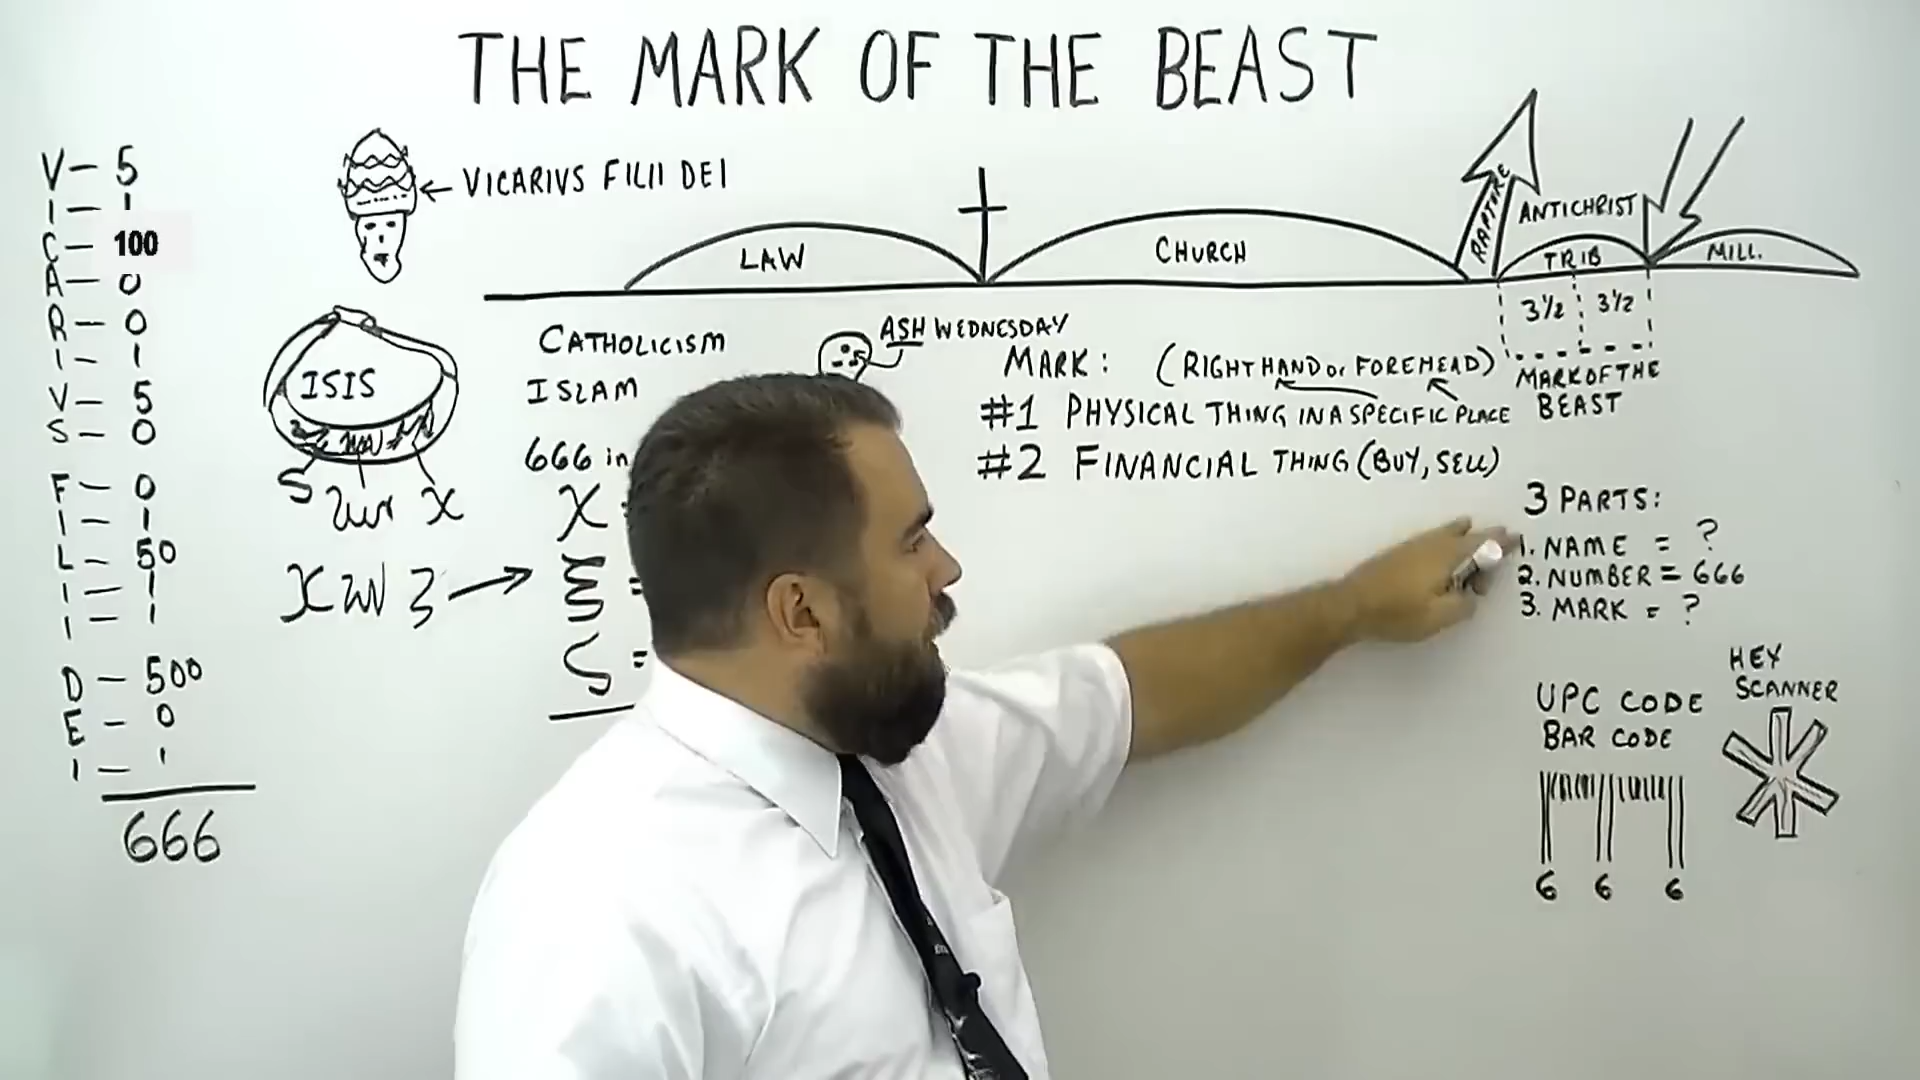 THE MARK OF THE BEAST
V — 5
I — 1
C — 100
A — 0
R — 0
I — 1
V — 5
S — 0
F — 0
I — 1
L — 50
I — 1
I — 1
D — 500
E — 0
I — 1
666
VICARIVS FILII DEI
ISIS
S
X
LAW
CHURCH
RAPTURE
ANTICHRIST
TRIB
MILL.
3½ 3½
MARK OF THE
BEAST
CATHOLICISM
ISLAM
666 in
χ
ξ =
ς =
ASH WEDNESDAY
MARK: (RIGHT HAND or FOREHEAD)
#1 PHYSICAL THING IN A SPECIFIC PLACE
#2 FINANCIAL THING (BUY, SELL)
3 PARTS:
1. NAME = ?
2. NUMBER = 666
3. MARK = ?
UPC CODE
BAR CODE
6 6 6
HEX
SCANNER